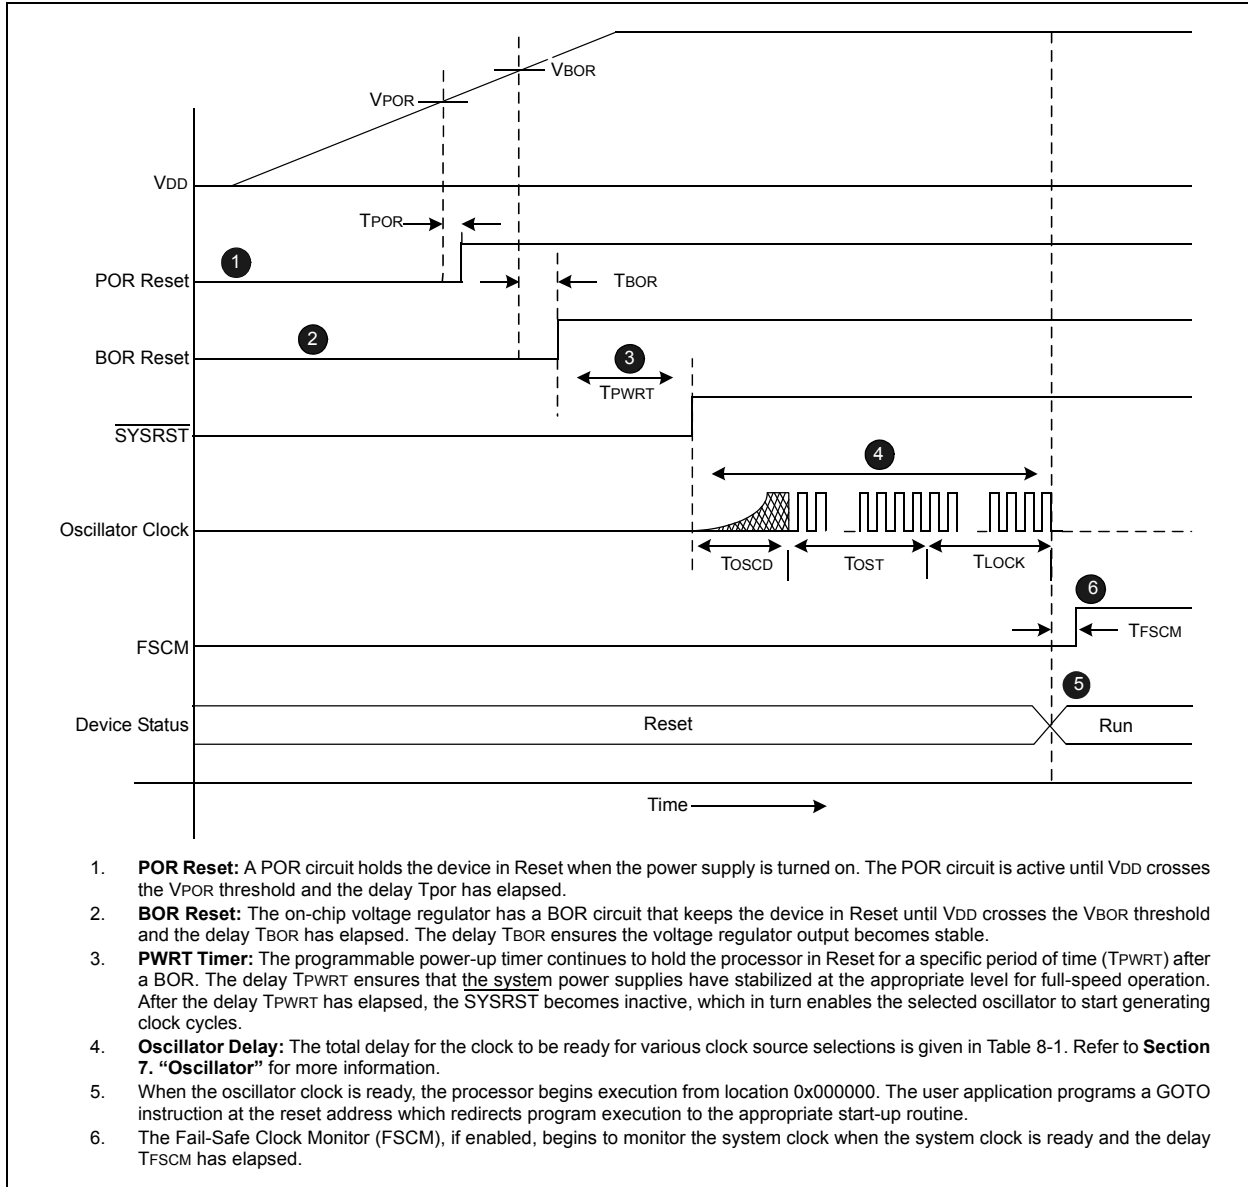 VBOR
VPOR
VDD
TPOR
1
POR Reset
TBOR
2
BOR Reset
3
TPWRT
SYSRST
4
Oscillator Clock
TOSCD
TOST
TLOCK
6
TFSCM
FSCM
5
Device Status
Reset
Run
Time
1. POR Reset: A POR circuit holds the device in Reset when the power supply is turned on. The POR circuit is active until VDD crosses
the VPOR threshold and the delay Tpor has elapsed.
2. BOR Reset: The on-chip voltage regulator has a BOR circuit that keeps the device in Reset until VDD crosses the VBOR threshold
and the delay TBOR has elapsed. The delay TBOR ensures the voltage regulator output becomes stable.
3. PWRT Timer: The programmable power-up timer continues to hold the processor in Reset for a specific period of time (TPWRT) after
a BOR. The delay TPWRT ensures that the system power supplies have stabilized at the appropriate level for full-speed operation.
After the delay TPWRT has elapsed, the SYSRST becomes inactive, which in turn enables the selected oscillator to start generating
clock cycles.
4. Oscillator Delay: The total delay for the clock to be ready for various clock source selections is given in Table 8-1. Refer to Section
7. “Oscillator” for more information.
5. When the oscillator clock is ready, the processor begins execution from location 0x000000. The user application programs a GOTO
instruction at the reset address which redirects program execution to the appropriate start-up routine.
6. The Fail-Safe Clock Monitor (FSCM), if enabled, begins to monitor the system clock when the system clock is ready and the delay
TFSCM has elapsed.